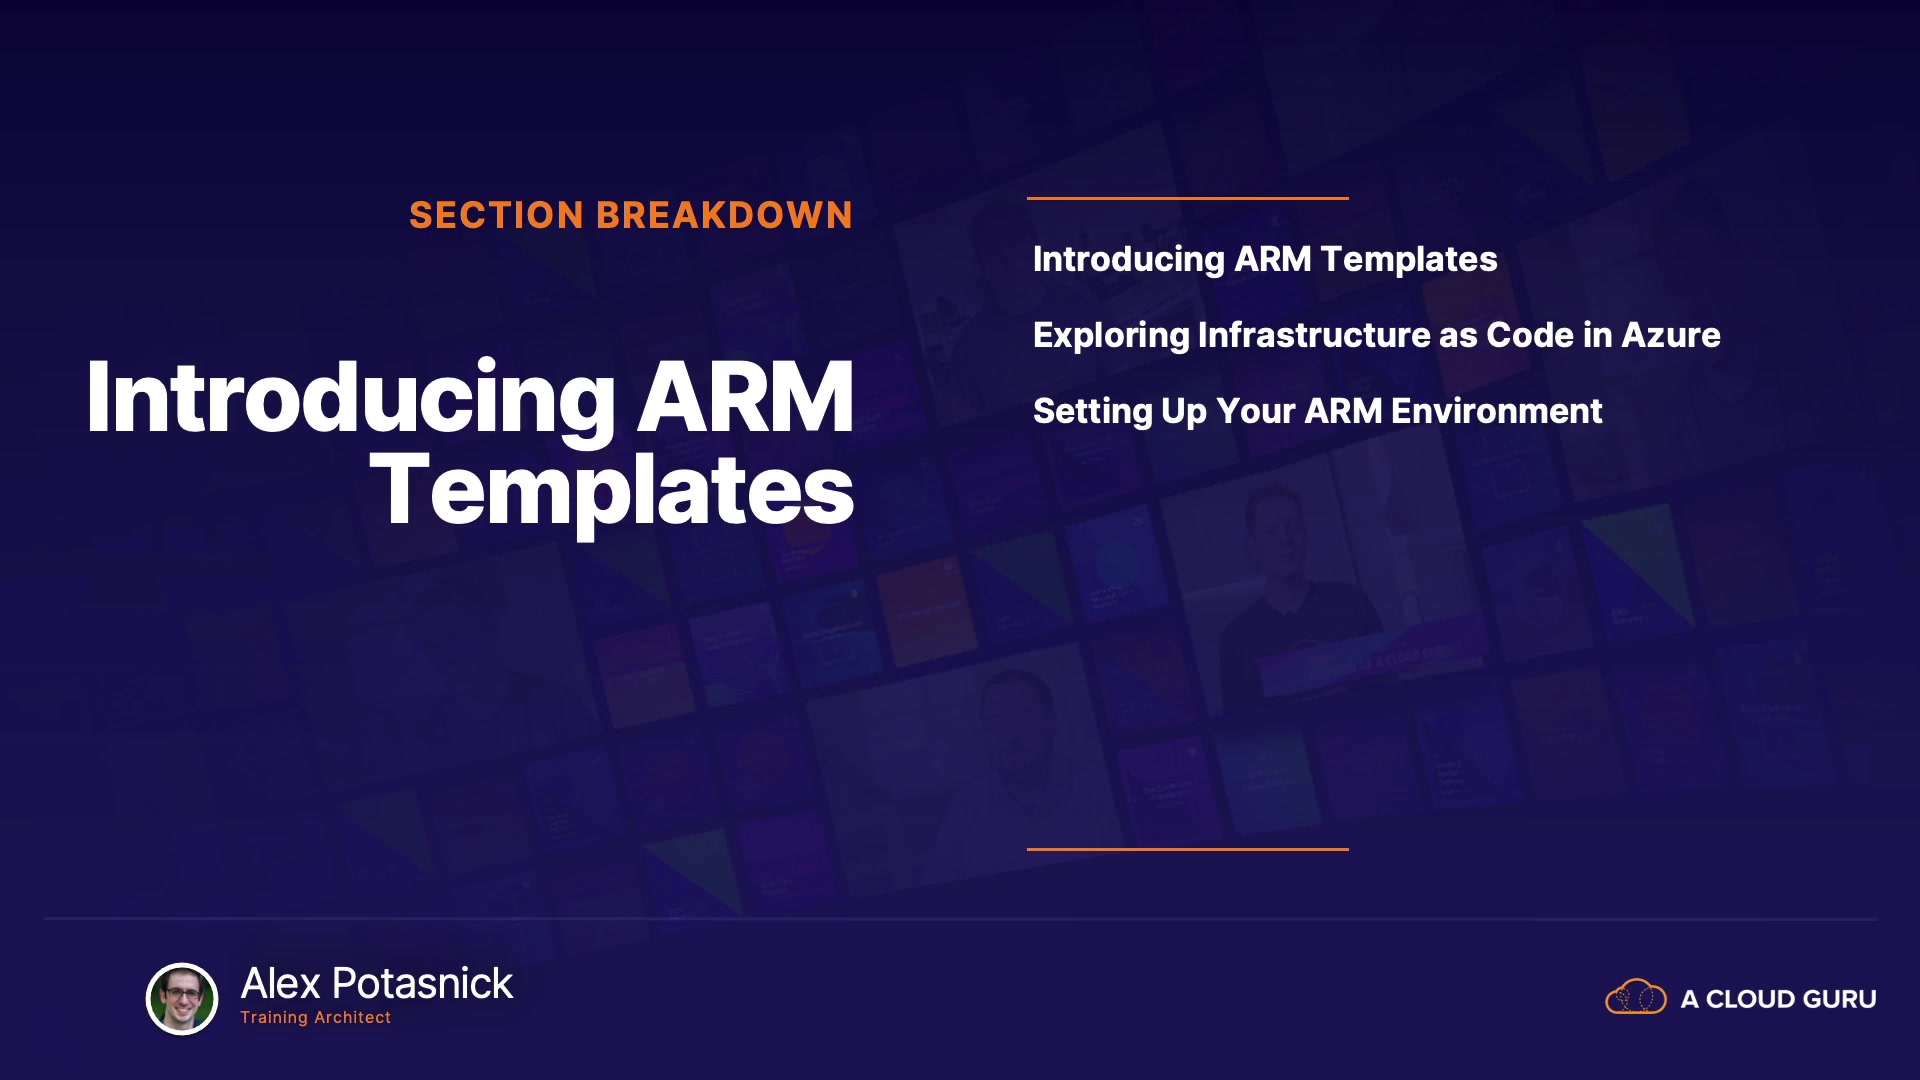 SECTION BREAKDOWN
Introducing ARM
Templates
Introducing ARM Templates
Exploring Infrastructure as Code in Azure
Setting Up Your ARM Environment
Alex Potasnick
Training Architect
A CLOUD GURU